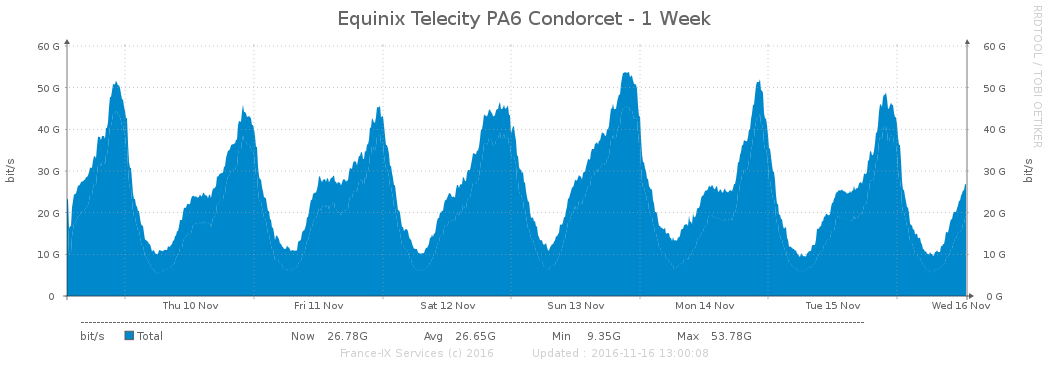 Equinix Telecity PA6 Condorcet - 1 Week
RRDTOOL / TOBI OETIKER
60 G 60 G
50 G 50 G
40 G 40 G
30 G 30 G
20 G 20 G
10 G 10 G
0 0 G
bit/s bit/s
Thu 10 Nov Fri 11 Nov Sat 12 Nov Sun 13 Nov Mon 14 Nov Tue 15 Nov Wed 16 Nov
bit/s Total Now 26.78G Avg 26.65G Min 9.35G Max 53.78G
France-IX Services (c) 2016 Updated : 2016-11-16 13:00:08